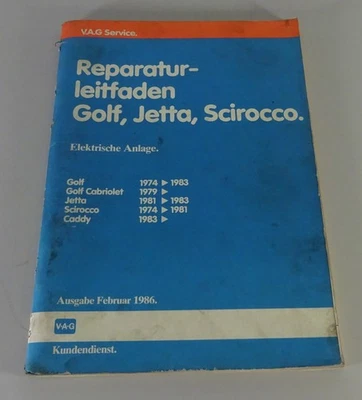 V.A.G Service.
Reparatur-
leitfaden
Golf, Jetta, Scirocco.
Elektrische Anlage.
Golf 1974 ▶ 1983
Golf Cabriolet 1979 ▶
Jetta 1981 ▶ 1983
Scirocco 1974 ▶ 1981
Caddy 1983 ▶
Ausgabe Februar 1986.
V·A·G
Kundendienst.